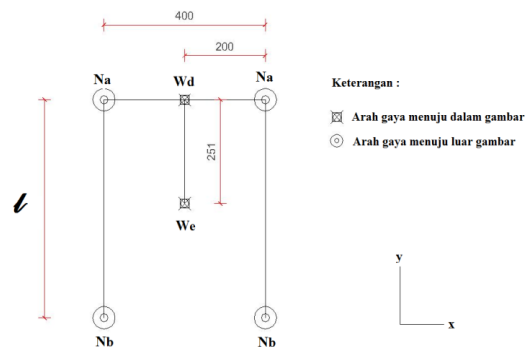 400
200
Na
Wd
Na
Keterangan :
Arah gaya menuju dalam gambar
Arah gaya menuju luar gambar
251
ℓ
We
y
x
Nb
Nb